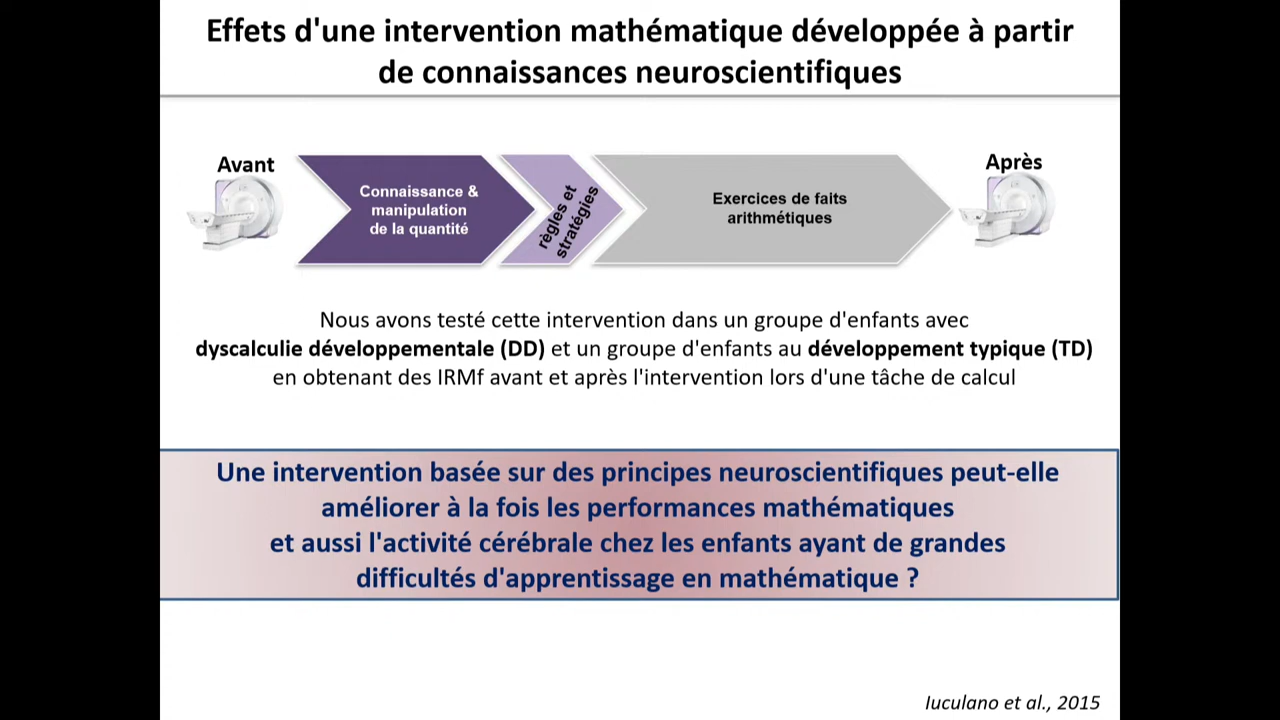 Effets d'une intervention mathématique développée à partir
de connaissances neuroscientifiques
Avant
Connaissance &
manipulation
de la quantité
règles et
stratégies
Exercices de faits
arithmétiques
Après
Nous avons testé cette intervention dans un groupe d'enfants avec
dyscalculie développementale (DD) et un groupe d'enfants au développement typique (TD)
en obtenant des IRMf avant et après l'intervention lors d'une tâche de calcul
Une intervention basée sur des principes neuroscientifiques peut-elle
améliorer à la fois les performances mathématiques
et aussi l'activité cérébrale chez les enfants ayant de grandes
difficultés d'apprentissage en mathématique ?
Iuculano et al., 2015